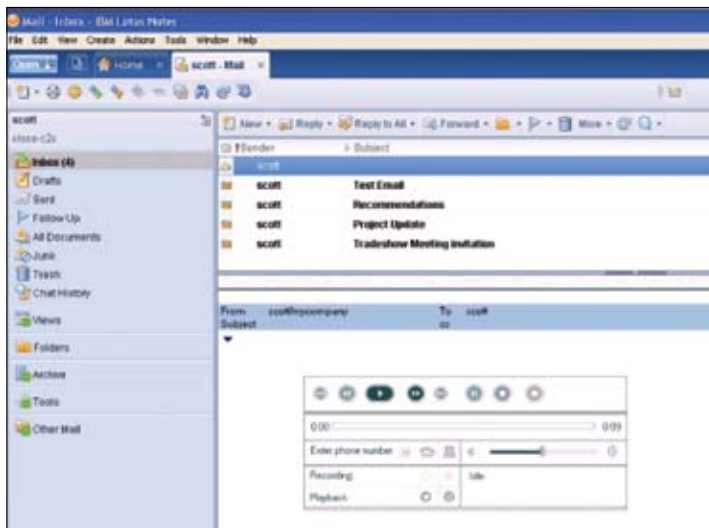 Mail - Inbox - IBM Lotus Notes
File Edit View Create Actions Tools Window Help
Open Home × scott - Mail ×
scott
New Reply Reply to All Forward More
Sender Subject
scott
scott Test Email
scott Recommendations
scott Project Update
scott Tradeshow Meeting Invitation
Inbox (4)
Drafts
Sent
Follow Up
All Documents
Junk
Trash
Chat History
Views
Folders
Archive
Tools
Other Mail
From scott/mycompany To scott
Subject cc
0:00 0:09
Enter phone number
Recording: Idle
Playback: